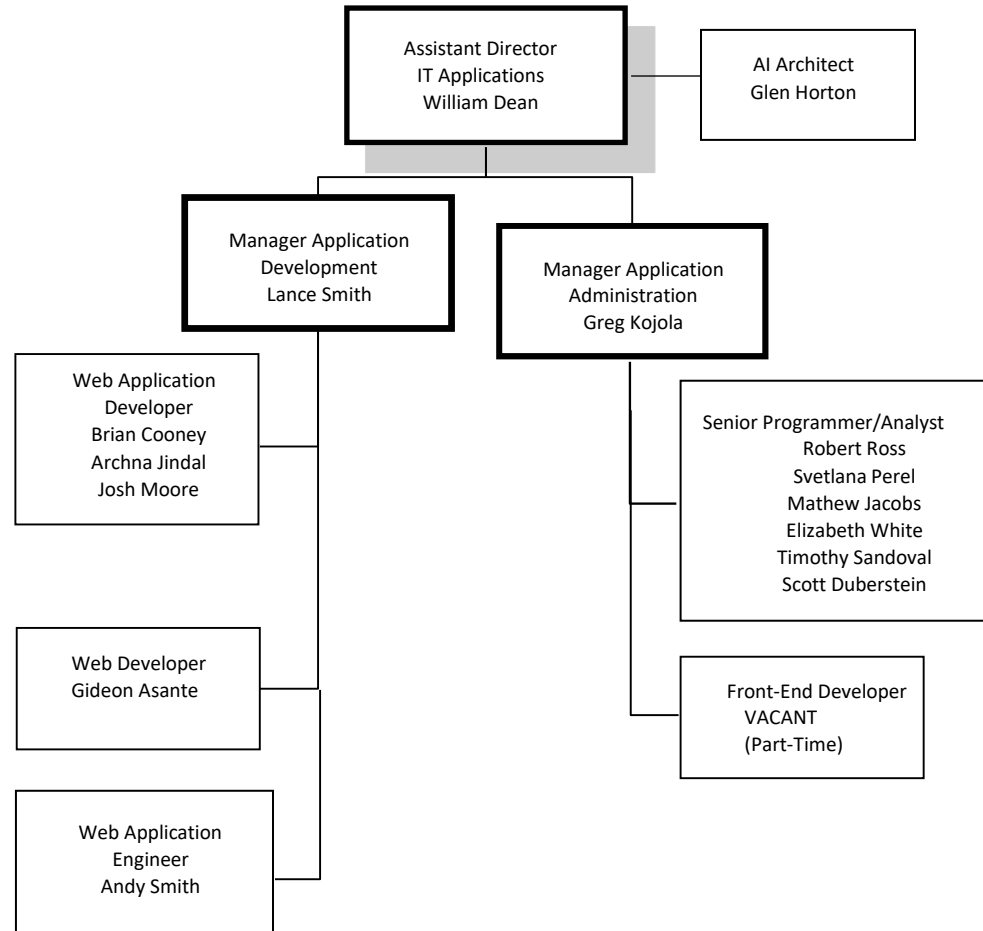 Assistant Director
IT Applications
William Dean
AI Architect
Glen Horton
Manager Application
Development
Lance Smith
Manager Application
Administration
Greg Kojola
Web Application
Developer
Brian Cooney
Archna Jindal
Josh Moore
Senior Programmer/Analyst
Robert Ross
Svetlana Perel
Mathew Jacobs
Elizabeth White
Timothy Sandoval
Scott Duberstein
Web Developer
Gideon Asante
Front-End Developer
VACANT
(Part-Time)
Web Application
Engineer
Andy Smith